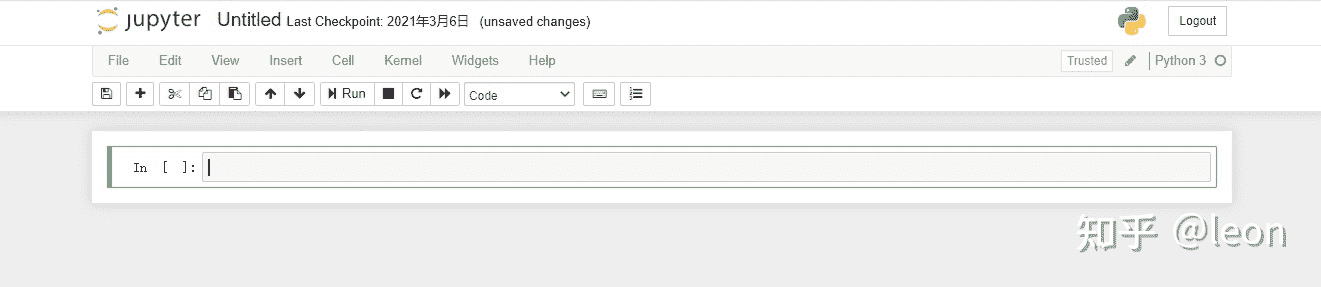 jupyter Untitled Last Checkpoint: 2021年3月6日 (unsaved changes) Logout
File Edit View Insert Cell Kernel Widgets Help Trusted Python 3
Run Code
In [ ]:
知乎 @leon